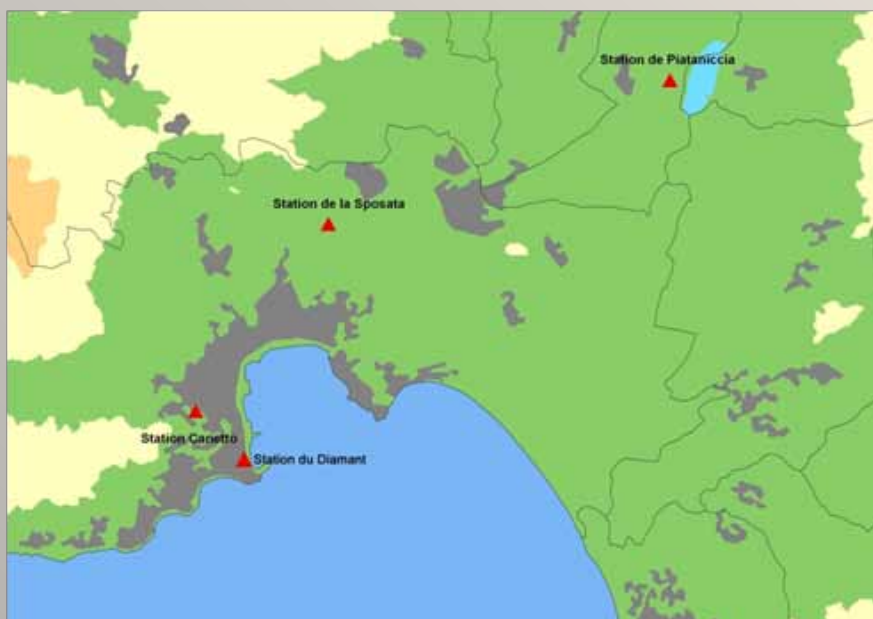 Station de Piataniccia
Station de la Sposata
Station Canetto
Station du Diamant